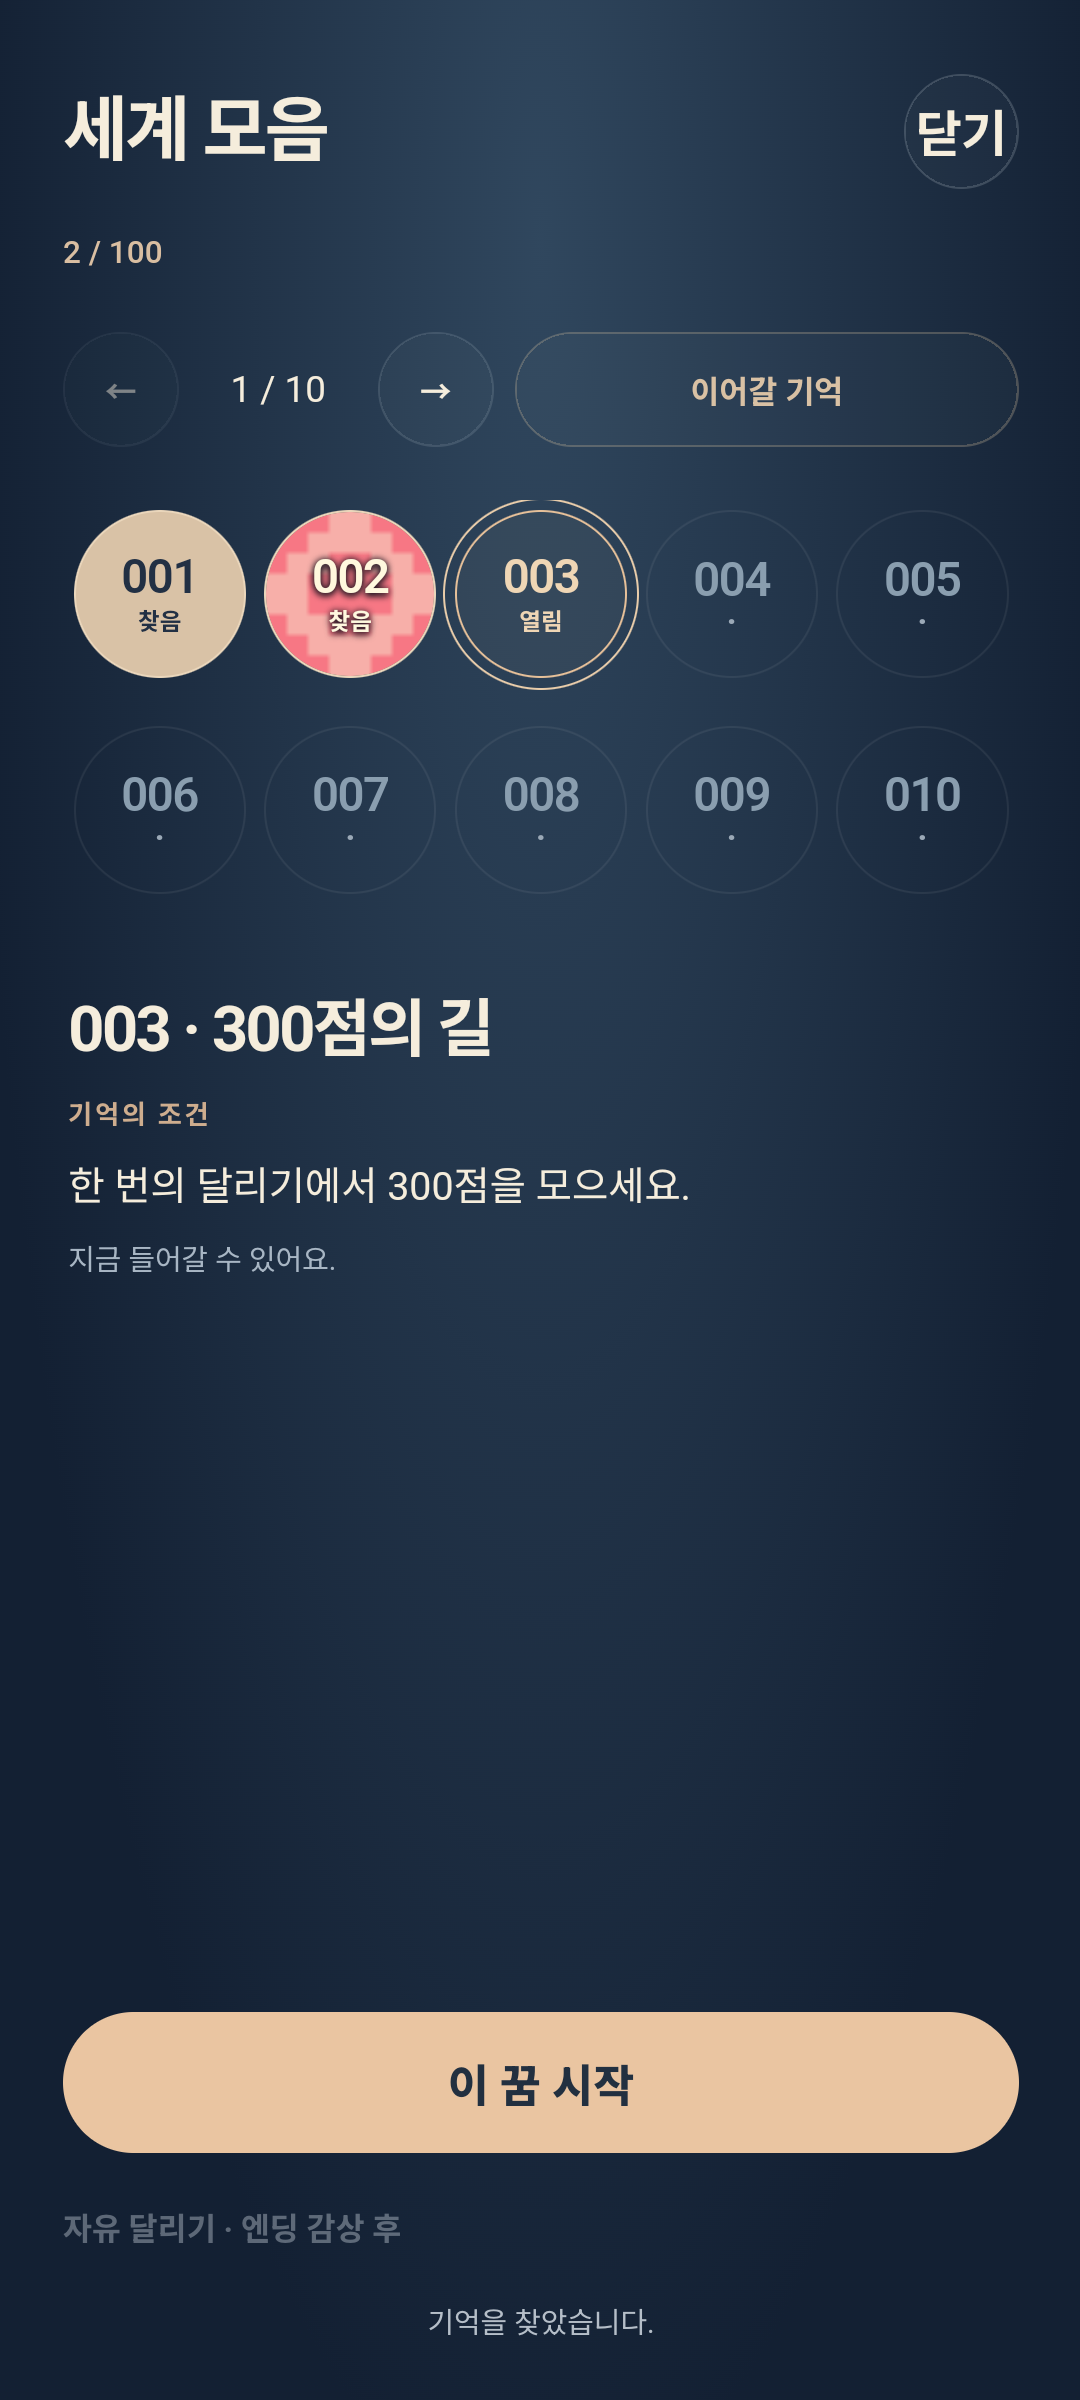 세계 모음
닫기
2 / 100
← 1 / 10 → 이어갈 기억
001 002 003 004 005
찾음 찾음 열림 · ·
006 007 008 009 010
· · · · ·
003 · 300점의 길
기억의 조건
한 번의 달리기에서 300점을 모으세요.
지금 들어갈 수 있어요.
이 꿈 시작
자유 달리기 · 엔딩 감상 후
기억을 찾았습니다.